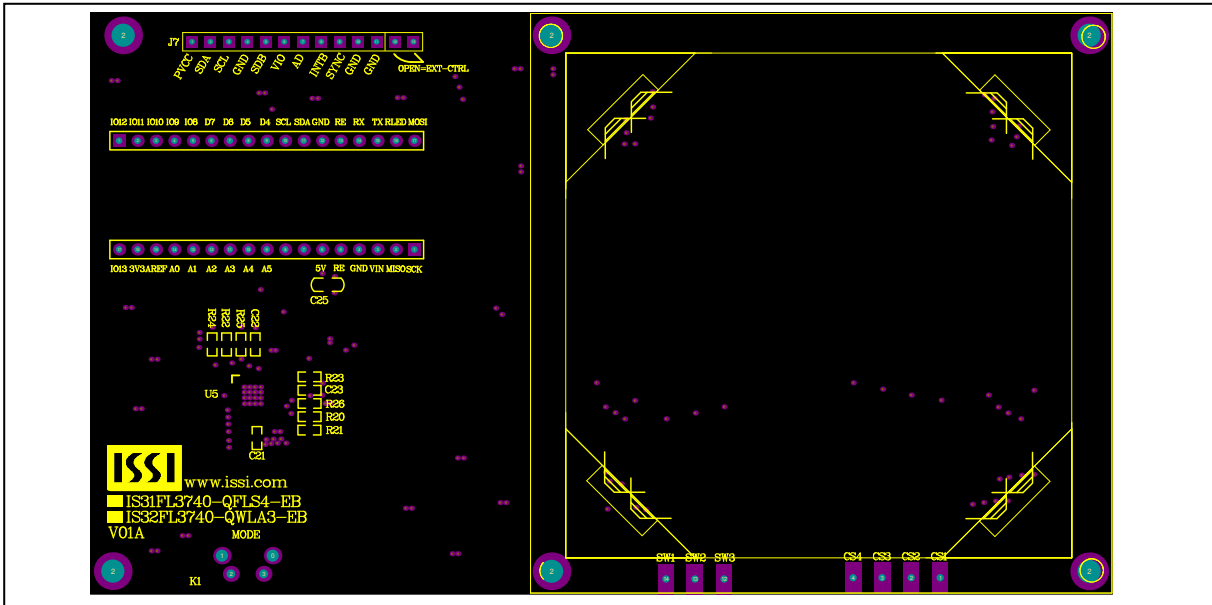 J7
PVCC SDA SCL GND SDB VIO AD INTB SYNC GND GND
OPEN=EXT-CTRL
IO12 IO11 IO10 IO9 IO8 D7 D6 D5 D4 SCL SDA GND RE RX TX RLED MOSI
IO13 3V3 AREF A0 A1 A2 A3 A4 A5 5V RE GND VIN MISO SCK
C25
R24 R22 R25 C22
U5
R23
C23
R26
R20
R21
C21
ISSI
www.issi.com
IS31FL3740-QFLS4-EB
IS32FL3740-QWLA3-EB
V01A
MODE
K1
SW1 SW2 SW3 CS4 CS3 CS2 CS1